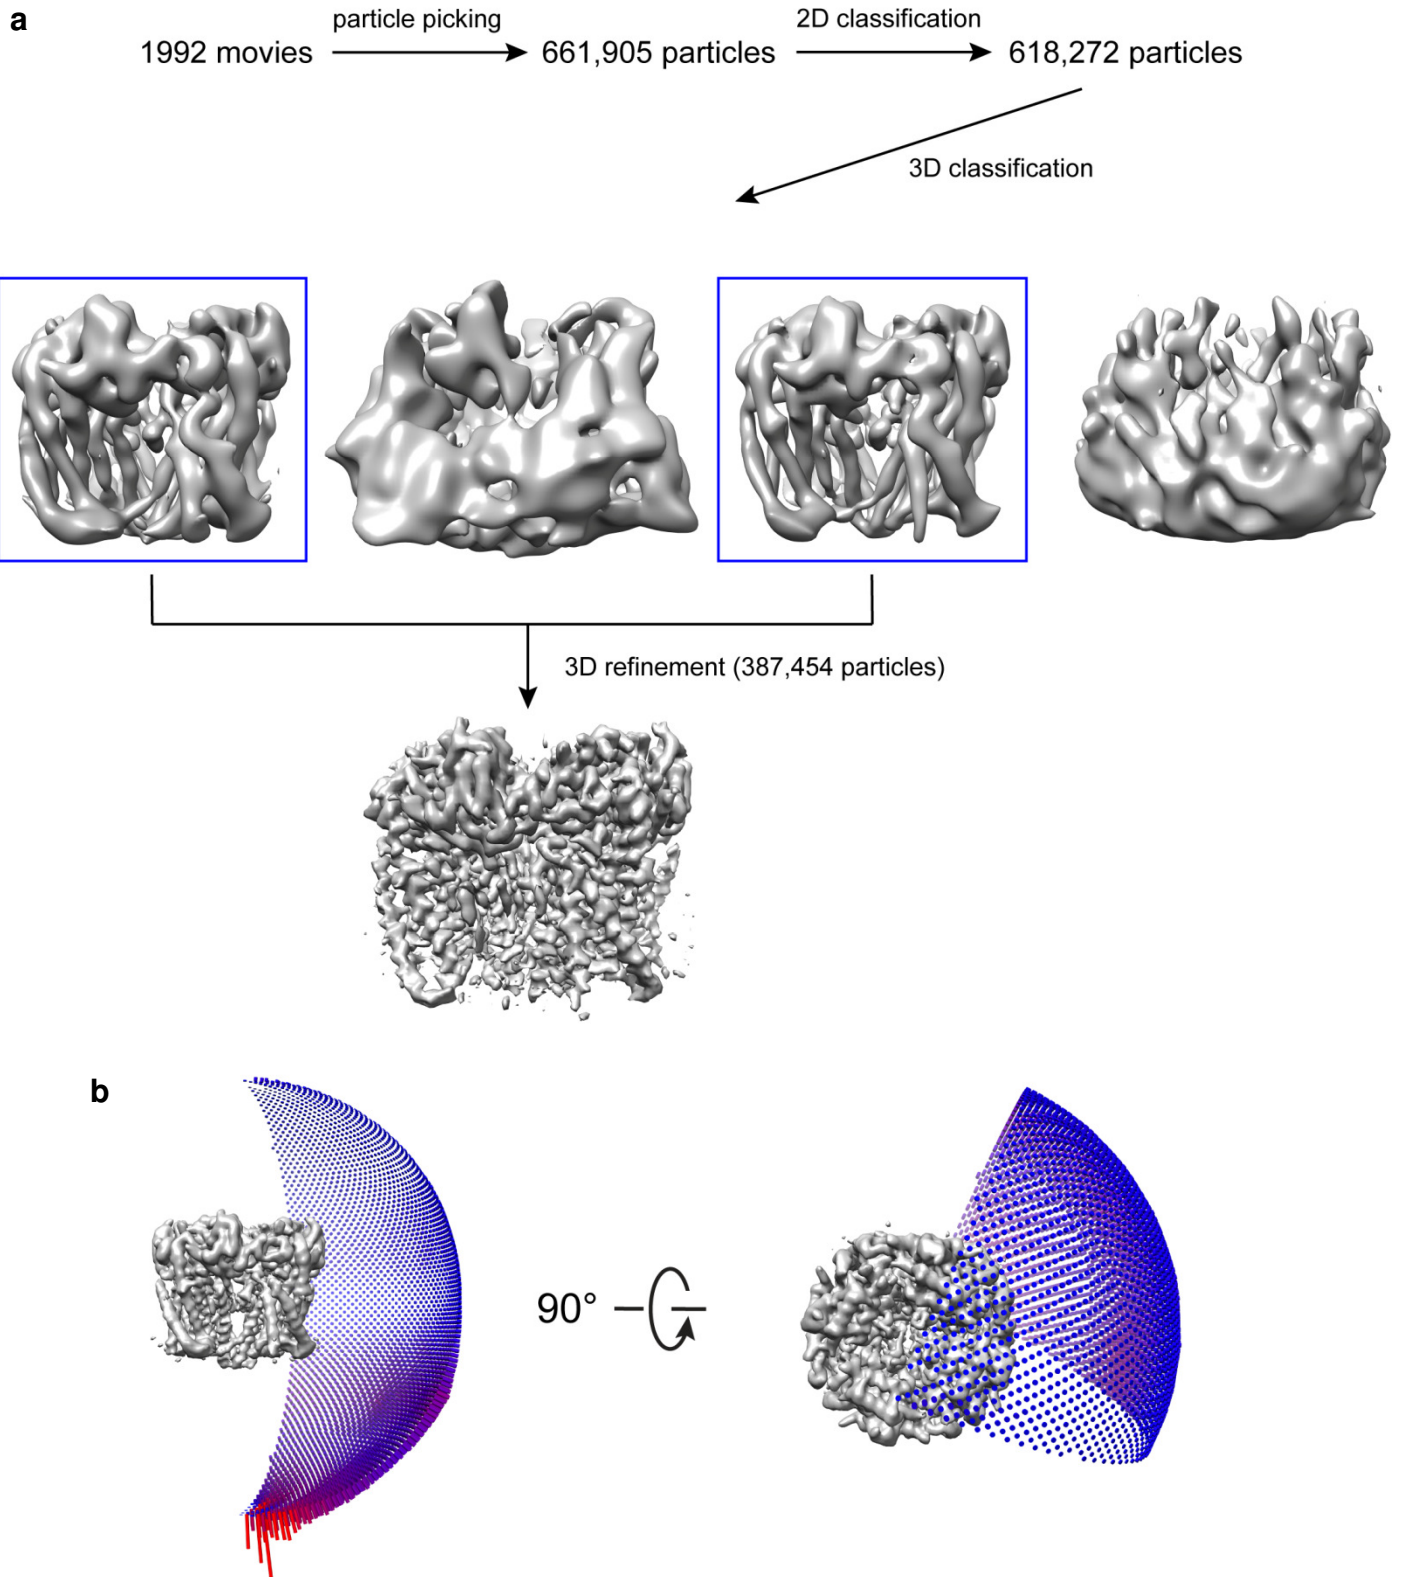 a
particle picking
2D classification
1992 movies
661,905 particles
618,272 particles
3D classification
3D refinement (387,454 particles)
b
90°